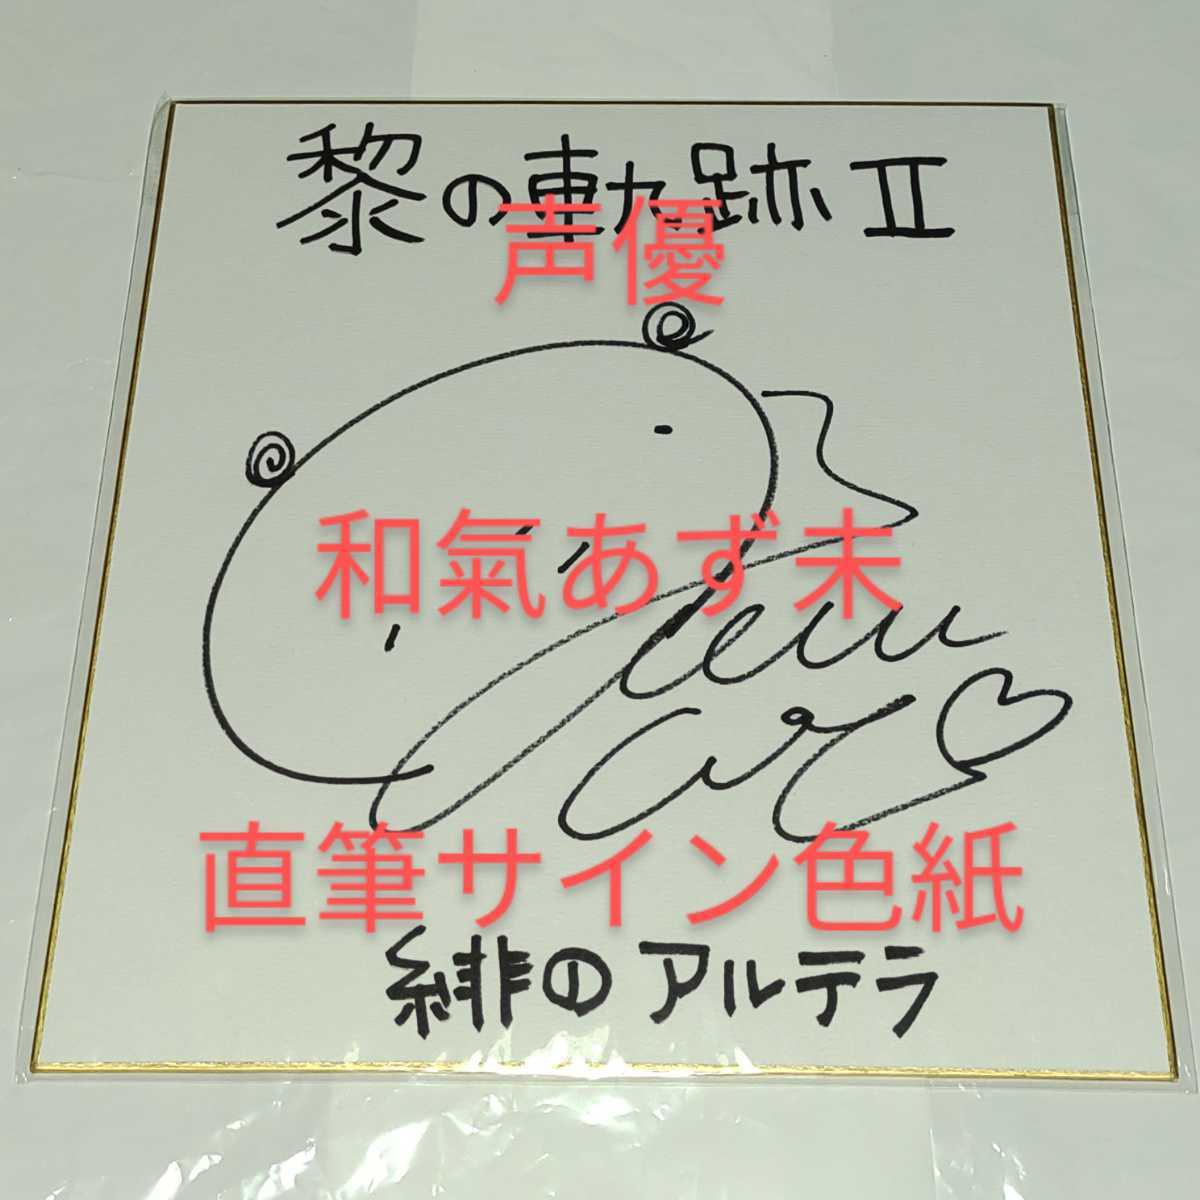 黎の軌跡Ⅱ
声優
和氣あず未
直筆サイン色紙
緋のアルテラ